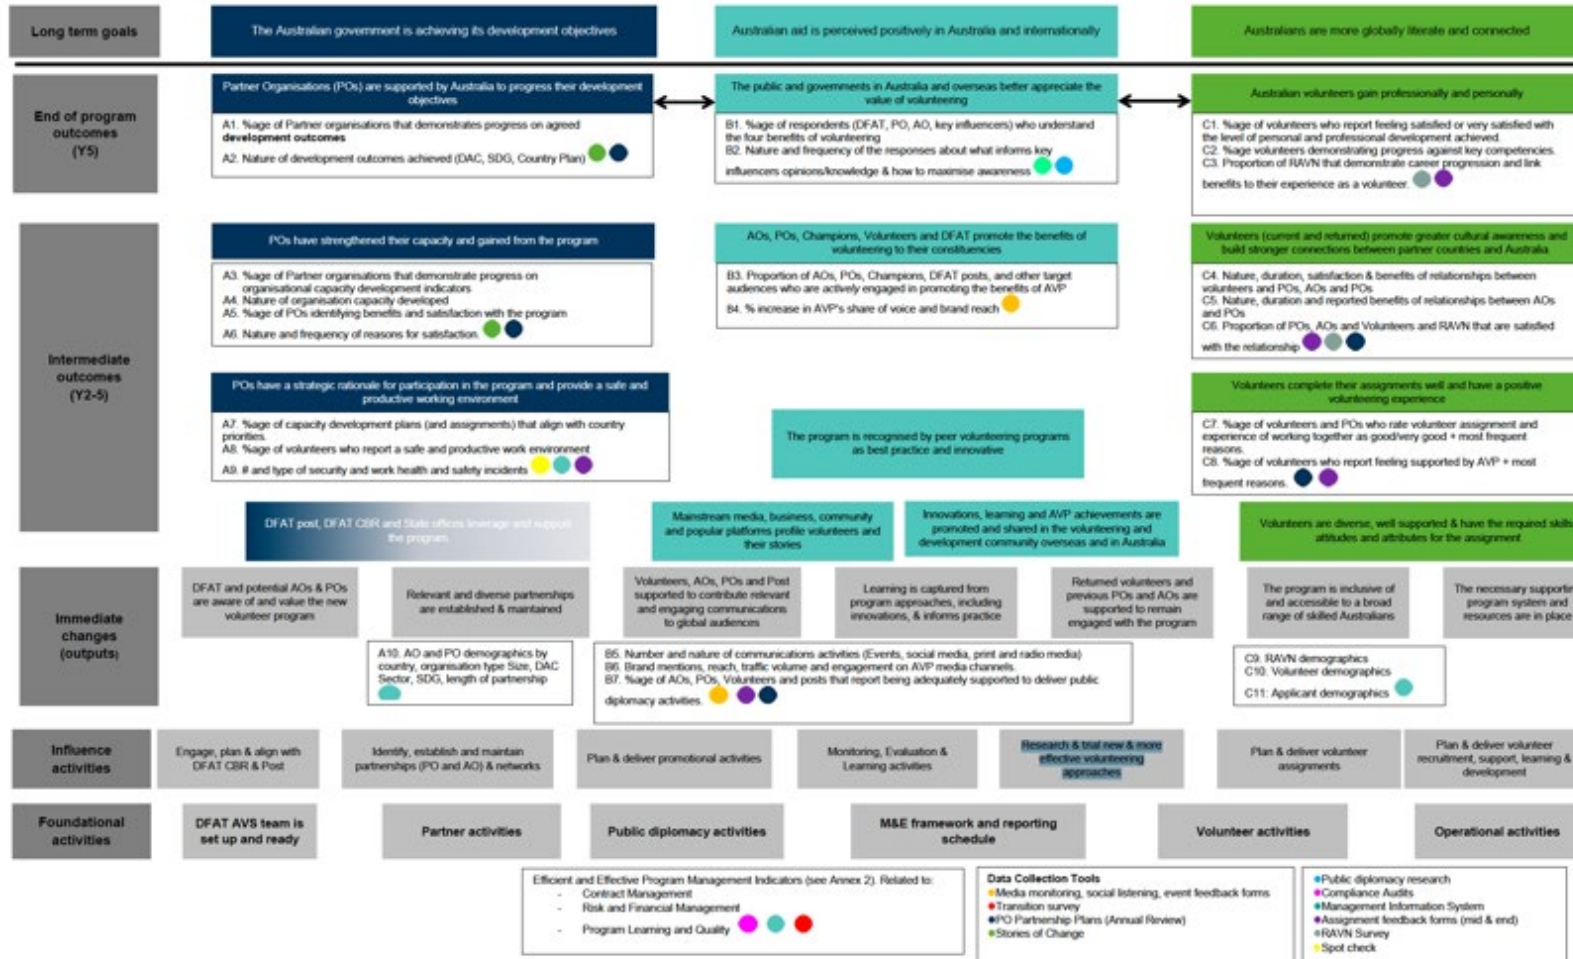 Long term goals
The Australian government is achieving its development objectives
Australian aid is perceived positively in Australia and internationally
Australians are more globally literate and connected
End of program
outcomes
(Y5)
Partner Organisations (POs) are supported by Australia to progress their development
objectives
A1. %age of Partner organisations that demonstrates progress on agreed
development outcomes
A2. Nature of development outcomes achieved (DAC, SDG, Country Plan)
The public and governments in Australia and overseas better appreciate the
value of volunteering
B1. %age of respondents (DFAT, PO, AO, key influencers) who understand
the four benefits of volunteering
B2. Nature and frequency of the responses about what informs key
influencers opinions/knowledge & how to maximise awareness
Australian volunteers gain professionally and personally
C1. %age of volunteers who report feeling satisfied or very satisfied with
the level of personal and professional development achieved.
C2. %age volunteers demonstrating progress against key competencies.
C3. Proportion of RAVN that demonstrate career progression and link
benefits to their experience as a volunteer.
Intermediate
outcomes
(Y2-5)
POs have strengthened their capacity and gained from the program
A3. %age of Partner organisations that demonstrate progress on
organisational capacity development indicators
A4. Nature of organisation capacity developed
A5. %age of POs identifying benefits and satisfaction with the program
A6. Nature and frequency of reasons for satisfaction.
AOs, POs, Champions, Volunteers and DFAT promote the benefits of
volunteering to their constituencies
B3. Proportion of AOs, POs, Champions, DFAT posts, and other target
audiences who are actively engaged in promoting the benefits of AVP
B4. % increase in AVP's share of voice and brand reach
Volunteers (current and returned) promote greater cultural awareness and
build stronger connections between partner countries and Australia.
C4. Nature, duration, satisfaction & benefits of relationships between
volunteers and POs, AOs and POs
C5. Nature, duration and reported benefits of relationships between AOs
and POs
C6. Proportion of POs, AOs and Volunteers and RAVN that are satisfied
with the relationship
POs have a strategic rationale for participation in the program and provide a safe and
productive working environment
A7. %age of capacity development plans (and assignments) that align with country
priorities.
A8. %age of volunteers who report a safe and productive work environment
A9. # and type of security and work health and safety incidents
The program is recognised by peer volunteering programs
as best practice and innovative
Volunteers complete their assignments well and have a positive
volunteering experience
C7. %age of volunteers and POs who rate volunteer assignment and
experience of working together as good/very good + most frequent
reasons.
C8. %age of volunteers who report feeling supported by AVP + most
frequent reasons.
DFAT post, DFAT CBR and State offices leverage and support
the program
Mainstream media, business, community
and popular platforms profile volunteers and
their stories
Innovations, learning and AVP achievements are
promoted and shared in the volunteering and
development community overseas and in Australia
Volunteers are diverse, well supported & have the required skills
attitudes and attributes for the assignment
Immediate
changes
(outputs)
DFAT and potential AOs & POs
are aware of and value the new
volunteer program
Relevant and diverse partnerships
are established & maintained
Volunteers, AOs, POs and Post
supported to contribute relevant
and engaging communications
to global audiences
Learning is captured from
program approaches, including
innovations, & informs practice
Returned volunteers and
previous POs and AOs are
supported to remain
engaged with the program
The program is inclusive of
and accessible to a broad
range of skilled Australians
The necessary supportin
program system and
resources are in place
A10. AO and PO demographics by
country, organisation type Size, DAC
Sector, SDG, length of partnership
B5. Number and nature of communications activities (Events, social media, print and radio media)
B6. Brand mentions, reach, traffic volume and engagement on AVP media channels.
B7. %age of AOs, POs, Volunteers and posts that report being adequately supported to deliver public
diplomacy activities.
C9. RAVN demographics
C10. Volunteer demographics
C11: Applicant demographics
Influence
activities
Engage, plan & align with
DFAT CBR & Post
Identify, establish and maintain
partnerships (PO and AO) & networks
Plan & deliver promotional activities
Monitoring, Evaluation &
Learning activities
Research & trial new & more
effective volunteering
approaches
Plan & deliver volunteer
assignments
Plan & deliver volunteer
recruitment, support, learning &
development
Foundational
activities
DFAT AVS team is
set up and ready
Partner activities
Public diplomacy activities
M&E framework and reporting
schedule
Volunteer activities
Operational activities
Efficient and Effective Program Management Indicators (see Annex 2). Related to:
- Contract Management
- Risk and Financial Management
- Program Learning and Quality
Data Collection Tools
Media monitoring, social listening, event feedback forms
Transition survey
PO Partnership Plans (Annual Review)
Stories of Change
Public diplomacy research
Compliance Audits
Management Information System
Assignment feedback forms (mid & end)
RAVN Survey
Spot check